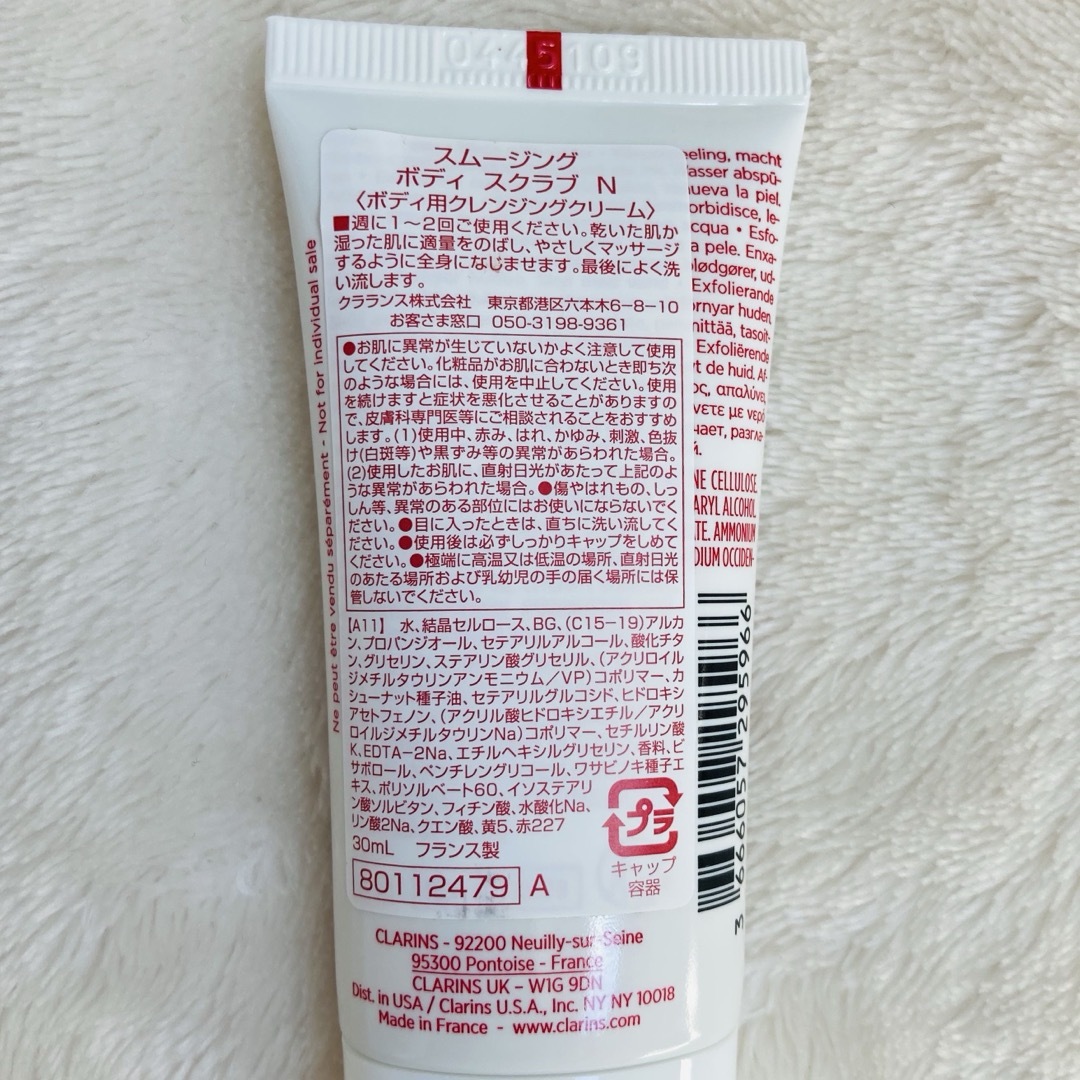 スムージング
ボディ スクラブ N
〈ボディ用クレンジングクリーム〉
■週に1〜2回ご使用ください。乾いた肌か
湿った肌に適量をのばし、やさしくマッサージ
するように全身になじませます。最後によく洗
い流します。
クラランス株式会社 東京都港区六本木6-8-10
お客さま窓口 050-3198-9361
●お肌に異常が生じていないかよく注意して使用
してください。化粧品がお肌に合わないとき即ち次
のような場合には、使用を中止してください。使用
を続けますと症状を悪化させることがありますの
で、皮膚科専門医等にご相談されることをおすすめ
します。(1)使用中、赤み、はれ、かゆみ、刺激、色抜
け(白斑等)や黒ずみ等の異常があらわれた場合。
(2)使用したお肌に、直射日光があたって上記のよ
うな異常があらわれた場合。●傷やはれもの、しっ
しん等、異常のある部位にはお使いにならないでく
ださい。●目に入ったときは、直ちに洗い流してく
ださい。●使用後は必ずしっかりキャップをしめて
ください。●極端に高温又は低温の場所、直射日光
のあたる場所および乳幼児の手の届く場所には保
管しないでください。
【A11】 水、結晶セルロース、BG、(C15-19)アルカ
ン、プロパンジオール、セテアリルアルコール、酸化チタ
ン、グリセリン、ステアリン酸グリセリル、(アクリロイル
ジメチルタウリンアンモニウム/VP)コポリマー、カ
シューナット種子油、セテアリルグルコシド、ヒドロキシ
アセトフェノン、(アクリル酸ヒドロキシエチル/アクリ
ロイルジメチルタウリンNa)コポリマー、セチルリン酸
K、EDTA-2Na、エチルヘキシルグリセリン、香料、ビ
サボロール、ペンチレングリコール、ワサビノキ種子エ
キス、ポリソルベート60、イソステアリ
ン酸ソルビタン、フィチン酸、水酸化Na、
リン酸2Na、クエン酸、黄5、赤227
30mL フランス製
80112479 A
プラ
キャップ
容器
CLARINS - 92200 Neuilly-sur-Seine
95300 Pontoise - France
CLARINS UK - W1G 9DN
Dist. in USA / Clarins U.S.A., Inc. NY NY 10018
Made in France - www.clarins.com
Ne peut être vendu séparément - Not for individual sale
eeling, macht
Wasser abspü-
nueva la piel.
orbidisce, le-
cqua • Esfo-
a pele. Enxa-
blødgører, ud-
Exfolierande
ornyar huden.
mittää, tasoit-
Exfoliërende
t de huid. Af-
ος, απαλύνει,
νετε με νερό
чает, разгла-
й.
NE CELLULOSE.
ARYL ALCOHOL.
TE. AMMONIUM
DIUM OCCIDEN-
3 666057 295966